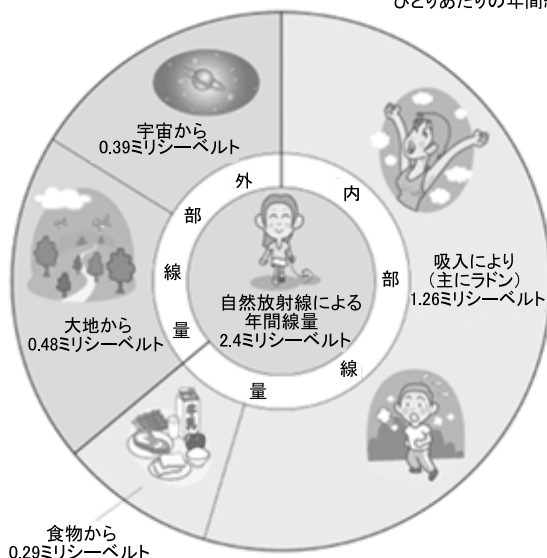 ひとりあたりの年間
宇宙から
0.39ミリシーベルト
外部線量
内部線量
吸入により
(主にラドン)
1.26ミリシーベルト
自然放射線による
年間線量
2.4ミリシーベルト
大地から
0.48ミリシーベルト
牛乳
食物から
0.29ミリシーベルト